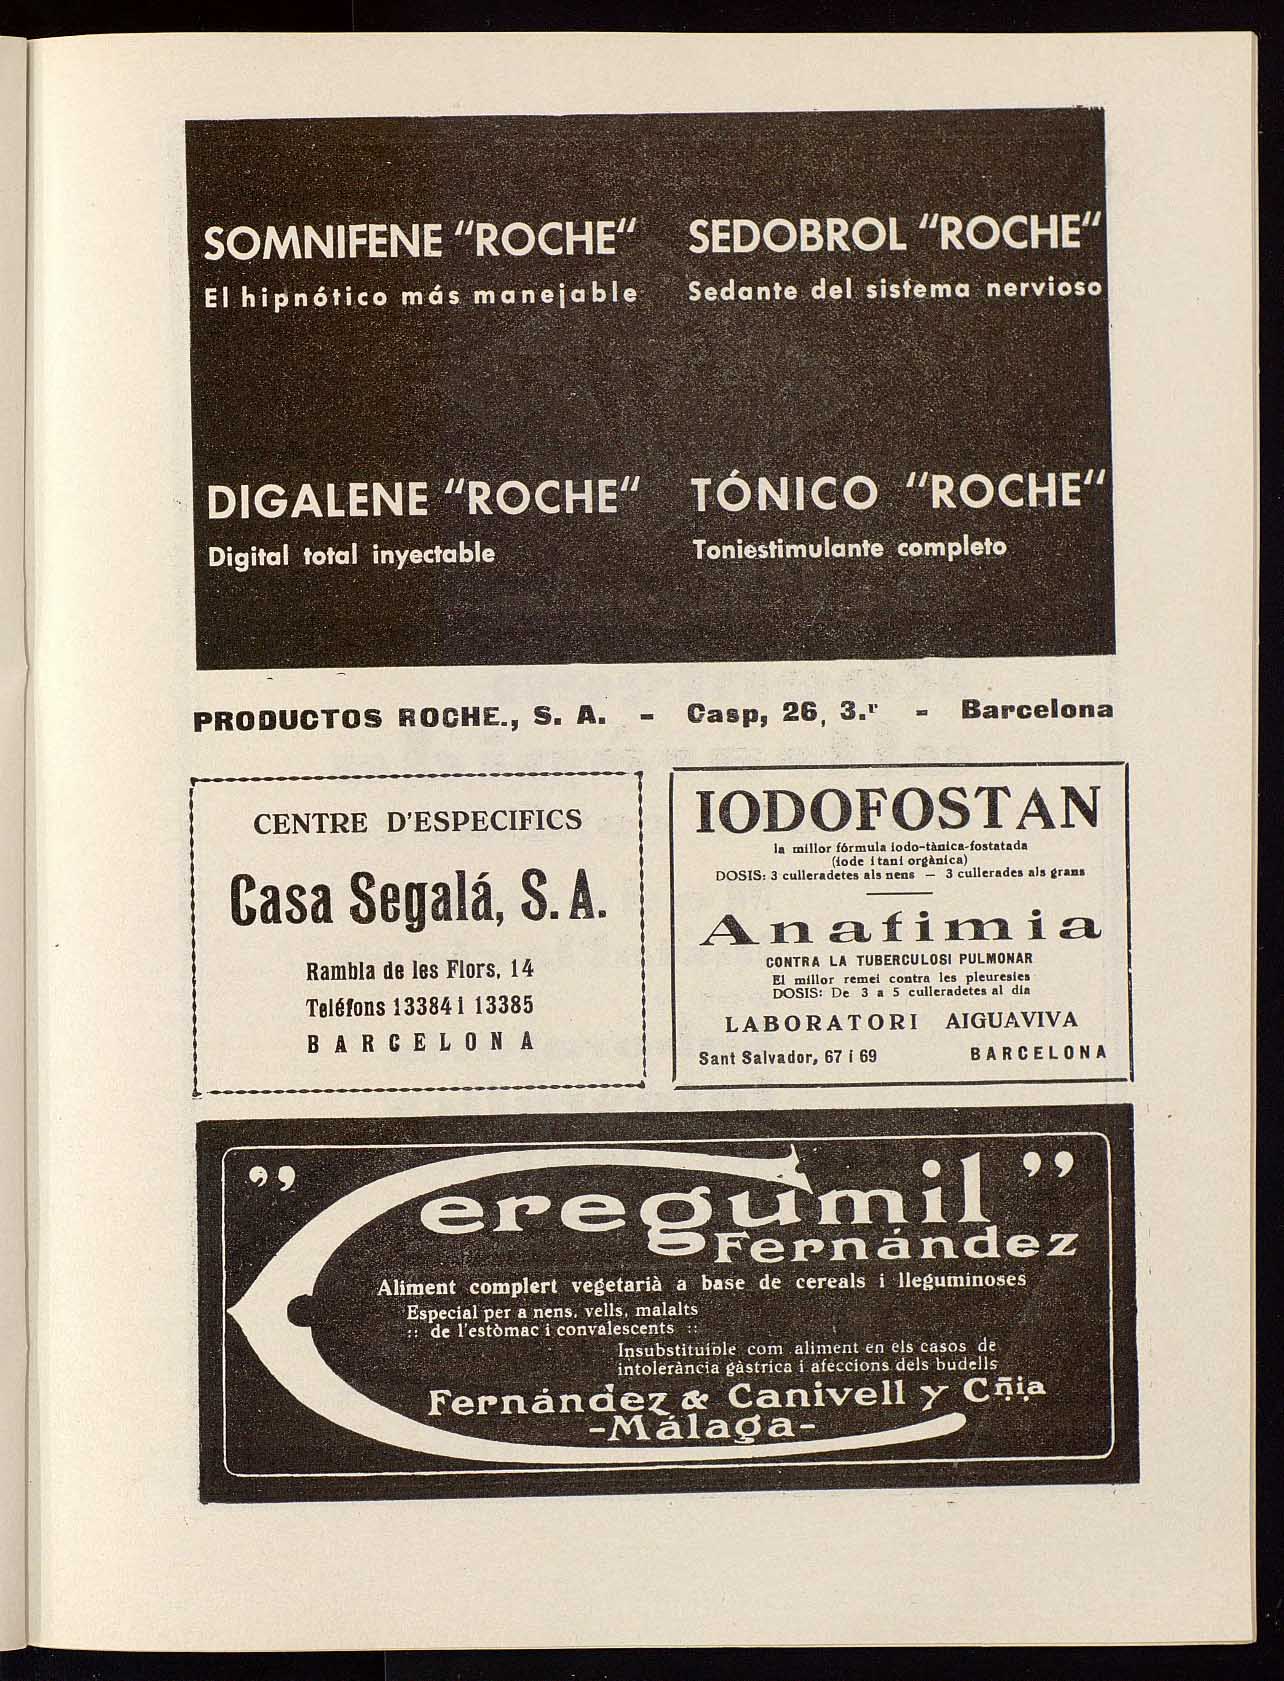 SOMNIFENE "ROCHE"
El hipnótico más manejable
SEDOBROL "ROCHE"
Sedante del sistema nervioso
DIGALENE "ROCHE"
Digital total inyectable
TÓNICO "ROCHE"
Toniestimulante completo
PRODUCTOS ROCHE., S. A. - Casp, 26, 3.r - Barcelona
CENTRE D'ESPECIFICS
Casa Segalá, S. A.
Rambla de les Flors, 14
Teléfons 13384 i 13385
BARCELONA
IODOFOSTAN
la millor fórmula iodo-tànica-fostatada
(iode i taní orgànica)
DOSIS: 3 culleradetes als nens — 3 cullerades als grans
Anafimia
CONTRA LA TUBERCULOSI PULMONAR
El millor remei contra les pleuresies
DOSIS: De 3 a 5 culleradetes al dia
LABORATORI AIGUAVIVA
Sant Salvador, 67 i 69 BARCELONA
"Ceregumil"
Fernández
Aliment complert vegetarià a base de cereals i lleguminoses
Especial per a nens, vells, malalts
:: de l'estòmac i convalescents ::
Insubstituïble com aliment en els casos de
intolerància gàstrica i afeccions dels budells
Fernández & Canivell y Cñia
-Málaga-